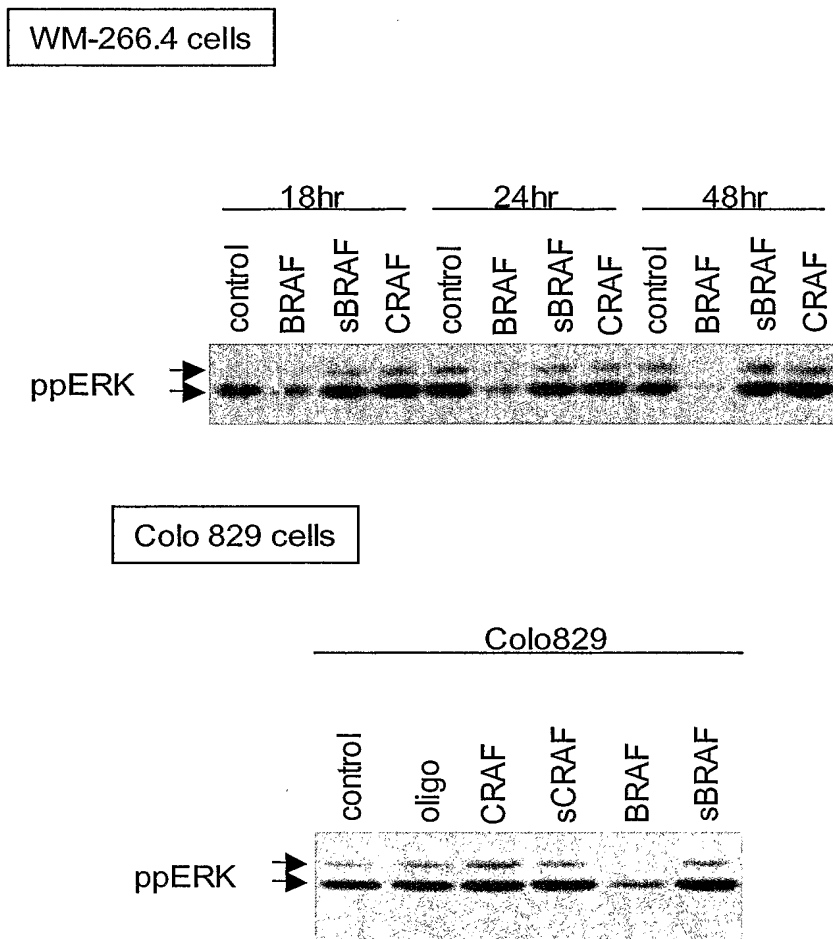 WM-266.4 cells
18hr 24hr 48hr
control BRAF sBRAF CRAF control BRAF sBRAF CRAF control BRAF sBRAF CRAF
ppERK
Colo 829 cells
Colo829
control oligo CRAF sCRAF BRAF sBRAF
ppERK